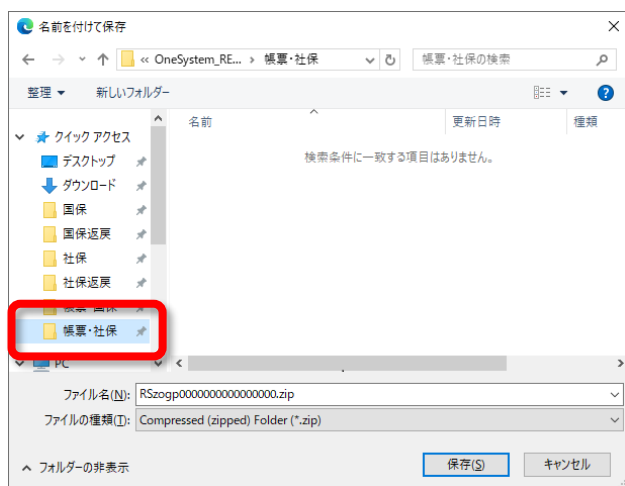 名前を付けて保存
« OneSystem_RE... › 帳票・社保
帳票・社保の検索
整理 新しいフォルダー
名前 更新日時 種類
クイック アクセス
検索条件に一致する項目はありません。
デスクトップ
ダウンロード
国保
国保返戻
社保
社保返戻
帳票・国保
帳票・社保
PC
ファイル名(N): RSzogp0000000000000000.zip
ファイルの種類(T): Compressed (zipped) Folder (*.zip)
フォルダーの非表示
保存(S) キャンセル